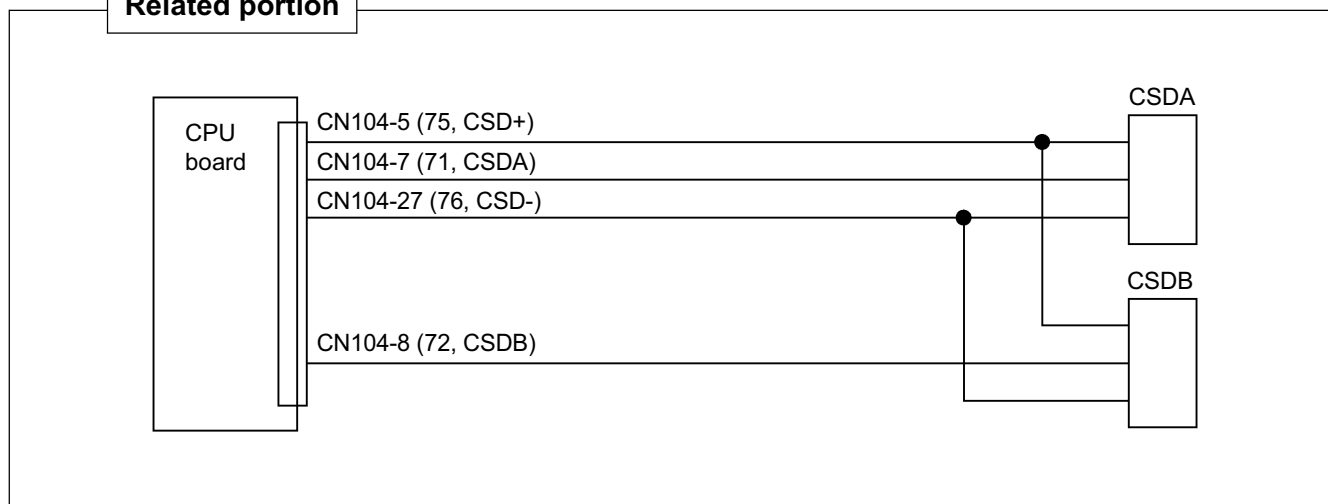 Related portion
CSDA
CPU
board
CN104-5 (75, CSD+)
CN104-7 (71, CSDA)
CN104-27 (76, CSD-)
CSDB
CN104-8 (72, CSDB)